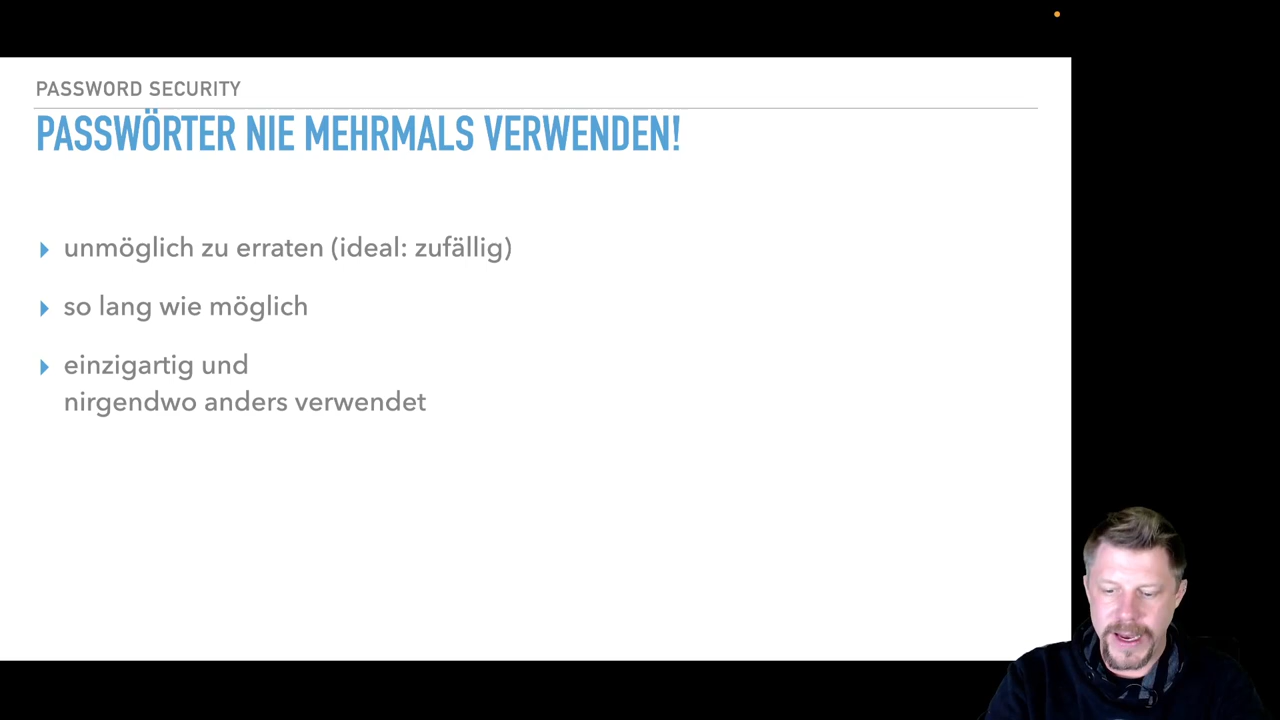 PASSWORD SECURITY
PASSWÖRTER NIE MEHRMALS VERWENDEN!
unmöglich zu erraten (ideal: zufällig)
so lang wie möglich
einzigartig und
nirgendwo anders verwendet